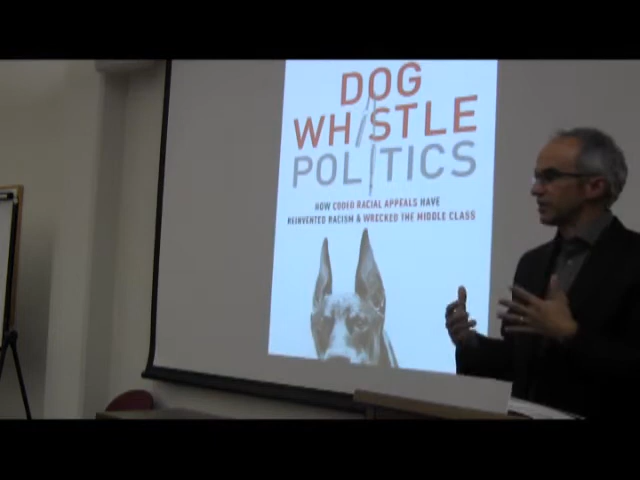 DOG
WHISTLE
POLITICS
HOW CODED RACIAL APPEALS HAVE
REINVENTED RACISM & WRECKED THE MIDDLE CLASS